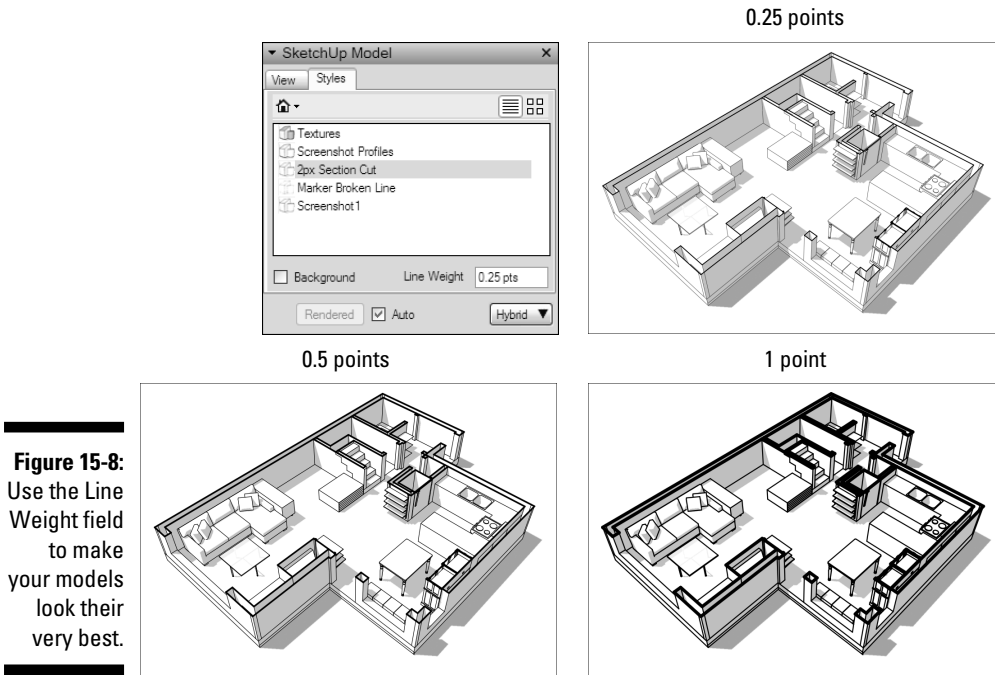 0.25 points
SketchUp Model
View Styles
Textures
Screenshot Profiles
2px Section Cut
Marker Broken Line
Screenshot1
Background Line Weight 0.25 pts
Rendered Auto Hybrid
0.5 points
1 point
Figure 15-8:
Use the Line
Weight field
to make
your models
look their
very best.